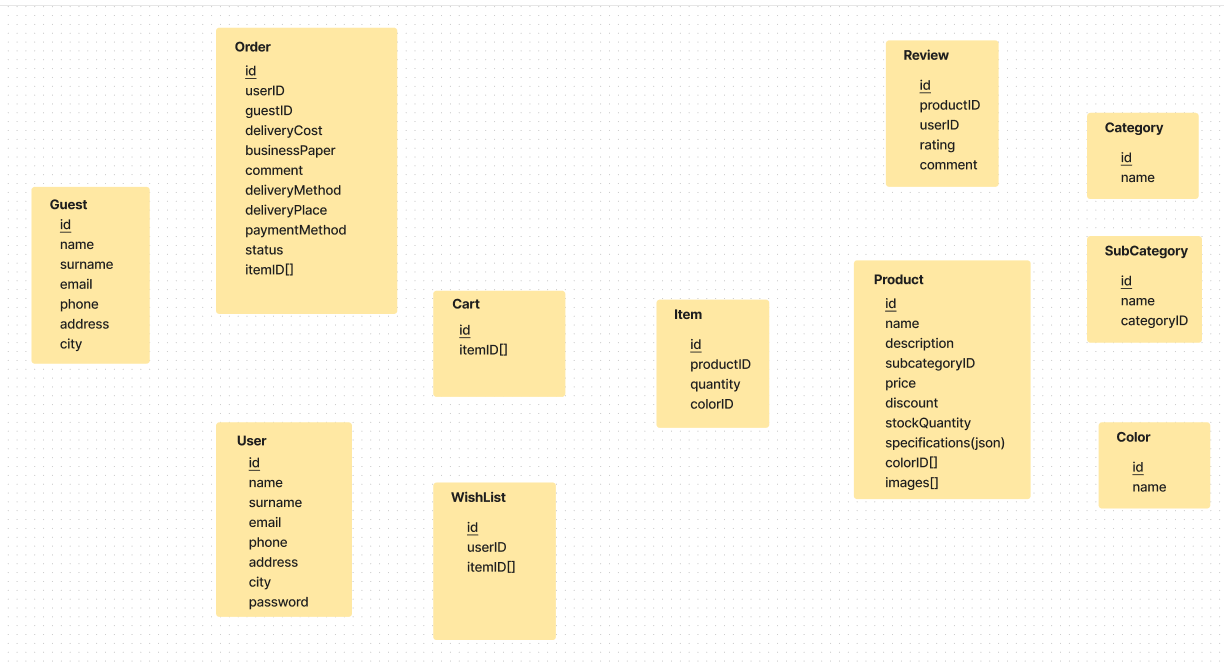 Order
id
userID
guestID
deliveryCost
businessPaper
comment
deliveryMethod
deliveryPlace
paymentMethod
status
itemID[]
Review
id
productID
userID
rating
comment
Category
id
name
Guest
id
name
surname
email
phone
address
city
SubCategory
id
name
categoryID
Product
id
name
description
subcategoryID
price
discount
stockQuantity
specifications(json)
colorID[]
images[]
Cart
id
itemID[]
Item
id
productID
quantity
colorID
User
id
name
surname
email
phone
address
city
password
Color
id
name
WishList
id
userID
itemID[]